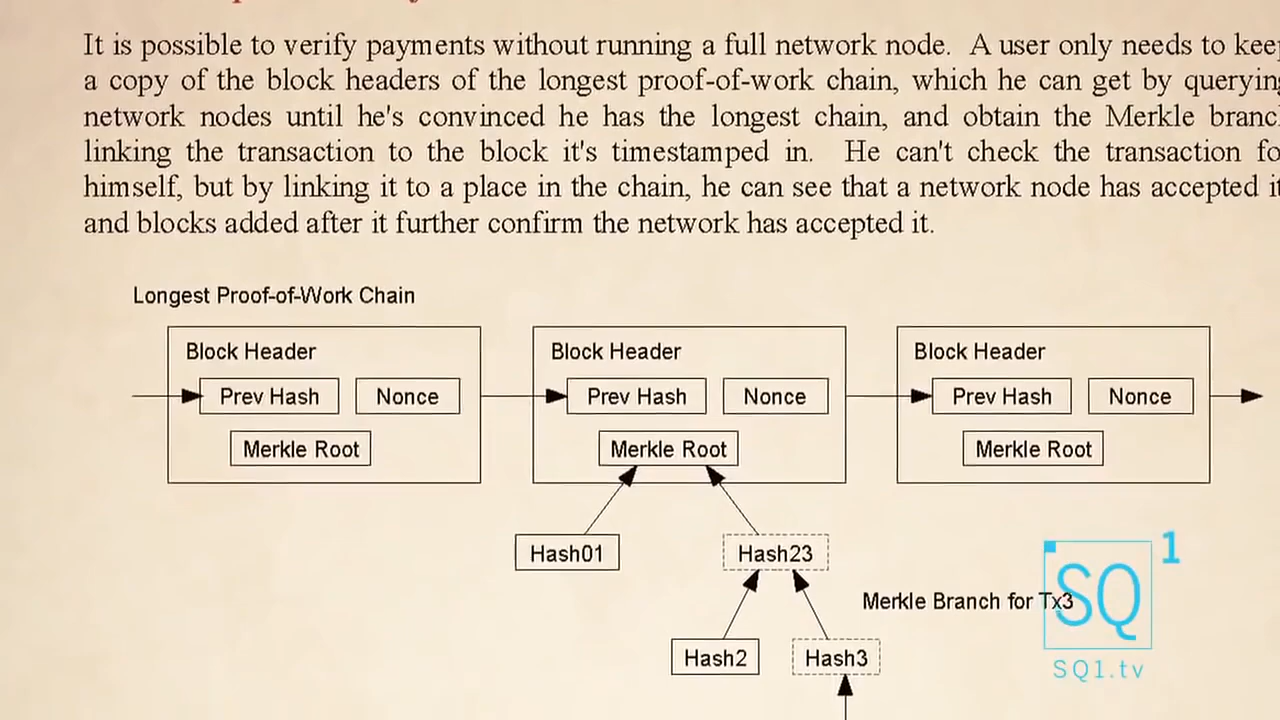 It is possible to verify payments without running a full network node. A user only needs to keep
a copy of the block headers of the longest proof-of-work chain, which he can get by querying
network nodes until he's convinced he has the longest chain, and obtain the Merkle branc
linking the transaction to the block it's timestamped in. He can't check the transaction fo
himself, but by linking it to a place in the chain, he can see that a network node has accepted it
and blocks added after it further confirm the network has accepted it.
Longest Proof-of-Work Chain
Block Header
Block Header
Block Header
Prev Hash
Nonce
Prev Hash
Nonce
Prev Hash
Nonce
Merkle Root
Merkle Root
Merkle Root
Hash01
Hash23
Merkle Branch for Tx3
Hash2
Hash3
SQ1
SQ1.tv